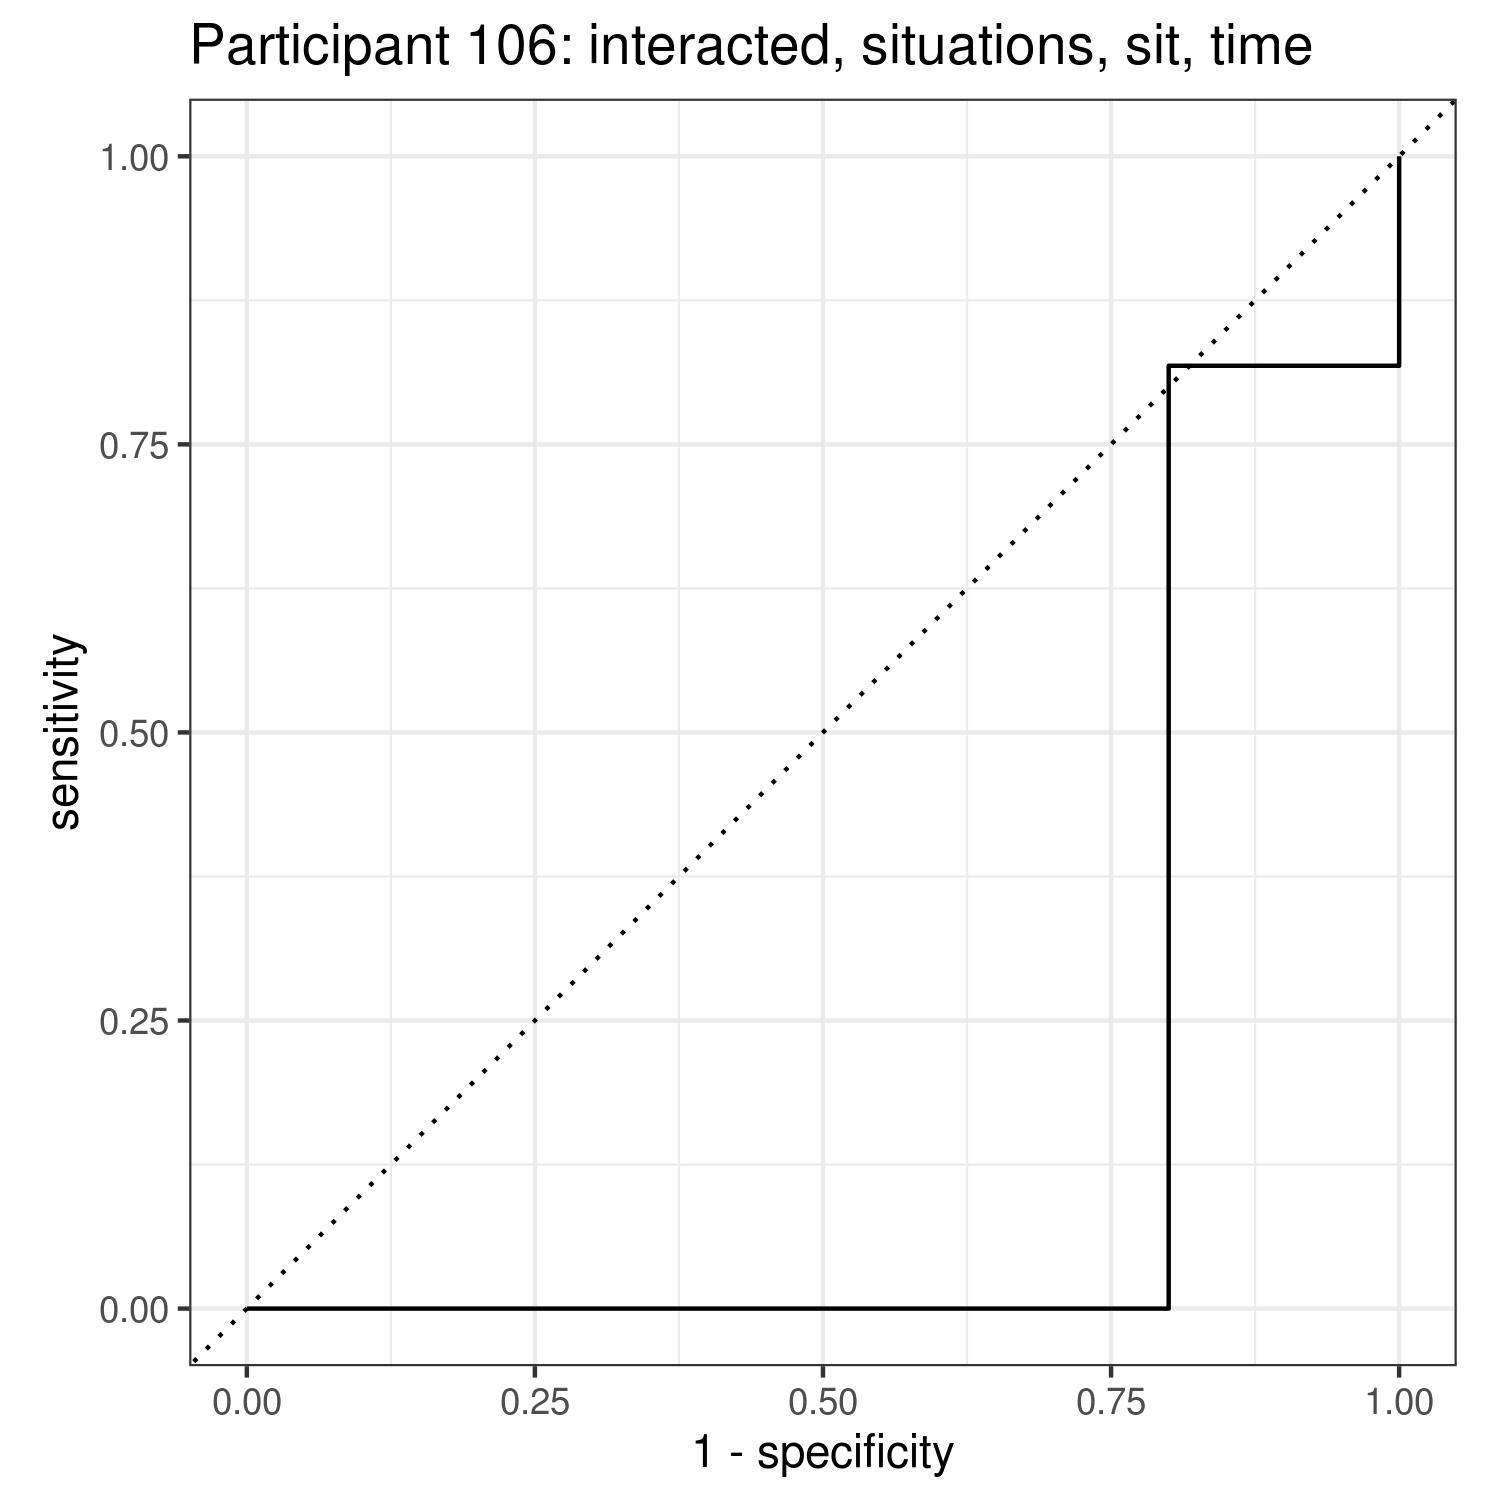 Participant 106: interacted, situations, sit, time
1.00
0.75
0.50
0.25
0.00
sensitivity
0.00 0.25 0.50 0.75 1.00
1 - specificity